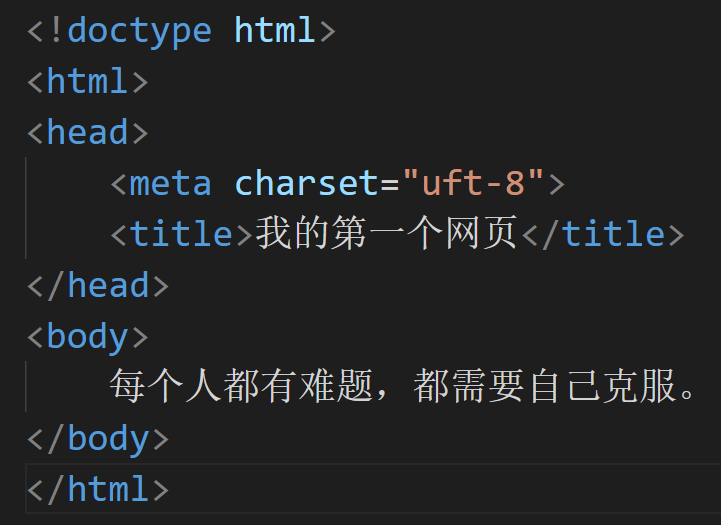 <!doctype html>
<html>
<head>
<meta charset="uft-8">
<title>我的第一个网页</title>
</head>
<body>
每个人都有难题，都需要自己克服。
</body>
</html>